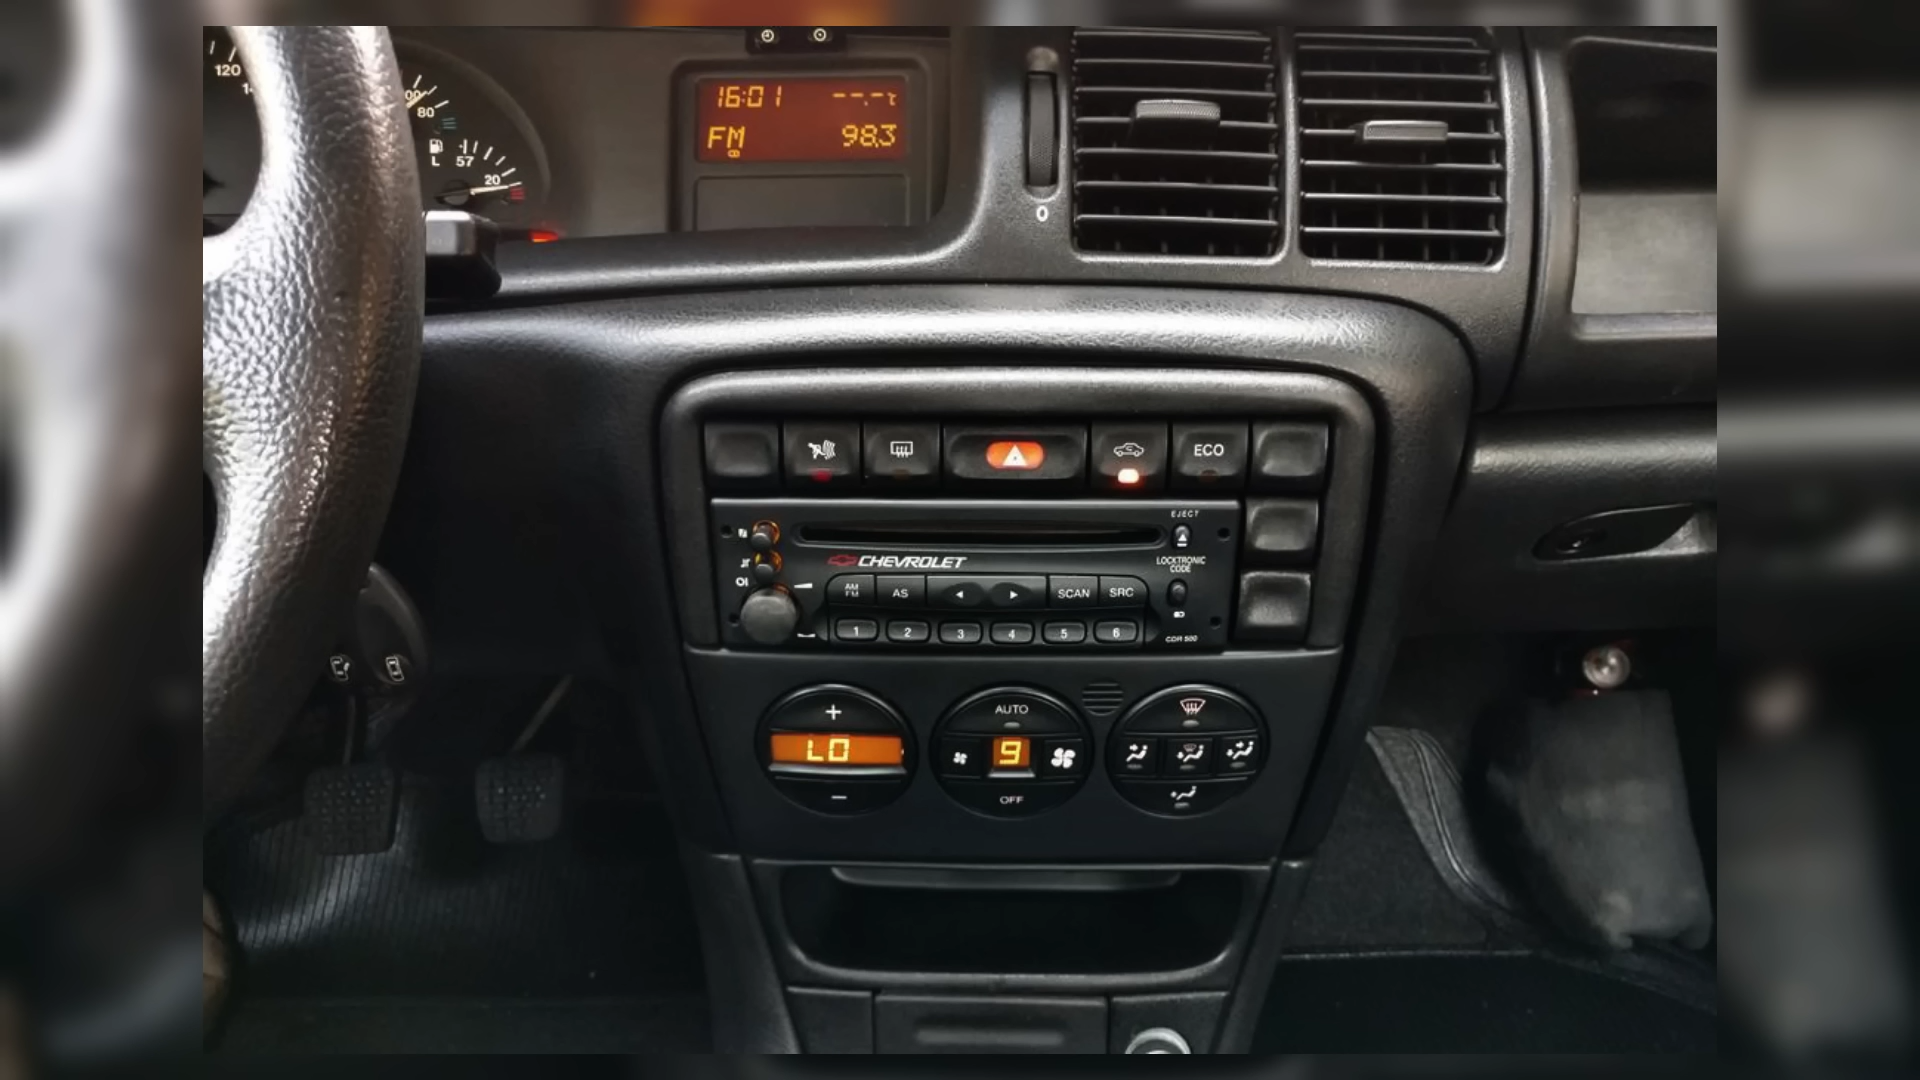 120
16:01 --.-℃
FM 98.3
80
L 57
20
0
ECO
EJECT
CHEVROLET
LOCKTRONIC
CODE
AM
FM AS ◄ ► SCAN SRC
1 2 3 4 5 6
CDR 500
+
LO
−
AUTO
9
OFF